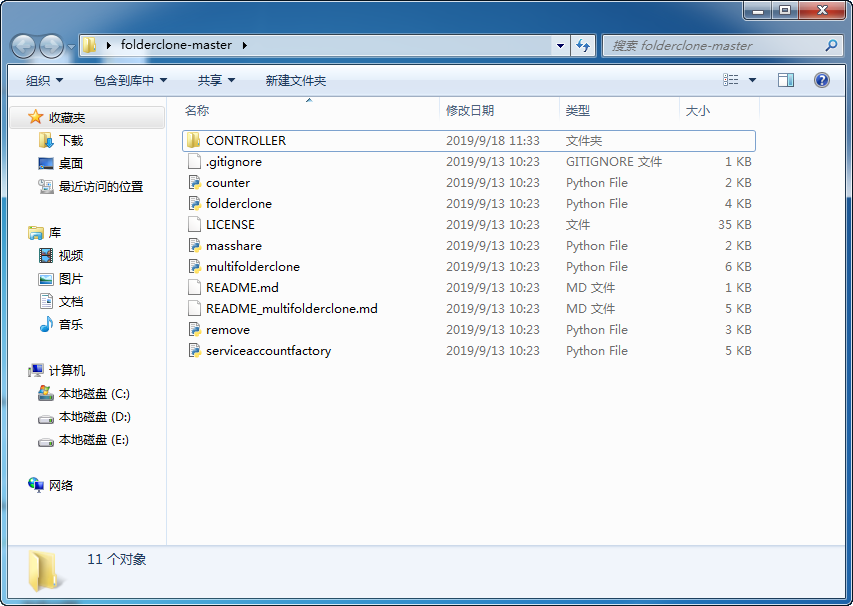 folderclone-master
搜索 folderclone-master
组织 包含到库中 共享 新建文件夹
名称 修改日期 类型 大小
收藏夹
下载
桌面
最近访问的位置
库
视频
图片
文档
音乐
计算机
本地磁盘 (C:)
本地磁盘 (D:)
本地磁盘 (E:)
网络
CONTROLLER 2019/9/18 11:33 文件夹
.gitignore 2019/9/13 10:23 GITIGNORE 文件 1 KB
counter 2019/9/13 10:23 Python File 2 KB
folderclone 2019/9/13 10:23 Python File 4 KB
LICENSE 2019/9/13 10:23 文件 35 KB
masshare 2019/9/13 10:23 Python File 2 KB
multifolderclone 2019/9/13 10:23 Python File 6 KB
README.md 2019/9/13 10:23 MD 文件 1 KB
README_multifolderclone.md 2019/9/13 10:23 MD 文件 5 KB
remove 2019/9/13 10:23 Python File 3 KB
serviceaccountfactory 2019/9/13 10:23 Python File 5 KB
11 个对象